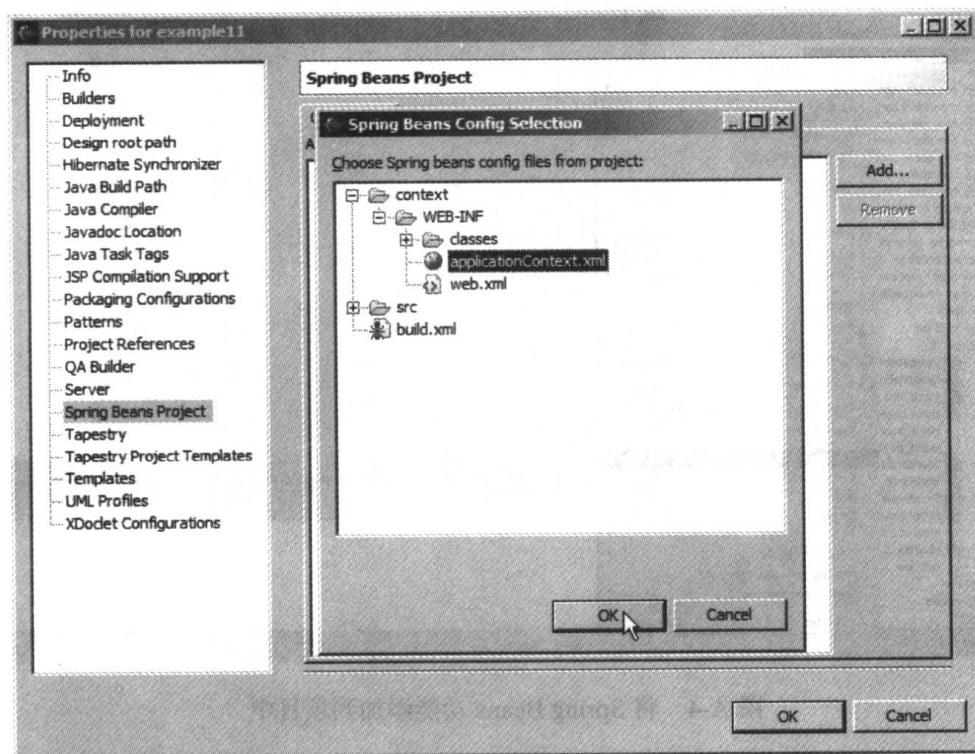 Properties for example11
Info
Builders
Deployment
Design root path
Hibernate Synchronizer
Java Build Path
Java Compiler
Javadoc Location
Java Task Tags
JSP Compilation Support
Packaging Configurations
Patterns
Project References
QA Builder
Server
Spring Beans Project
Tapestry
Tapestry Project Templates
Templates
UML Profiles
XDoclet Configurations
Spring Beans Project
Add...
Remove
Spring Beans Config Selection
Choose Spring beans config files from project:
context
WEB-INF
classes
applicationContext.xml
web.xml
src
build.xml
OK
Cancel
OK
Cancel